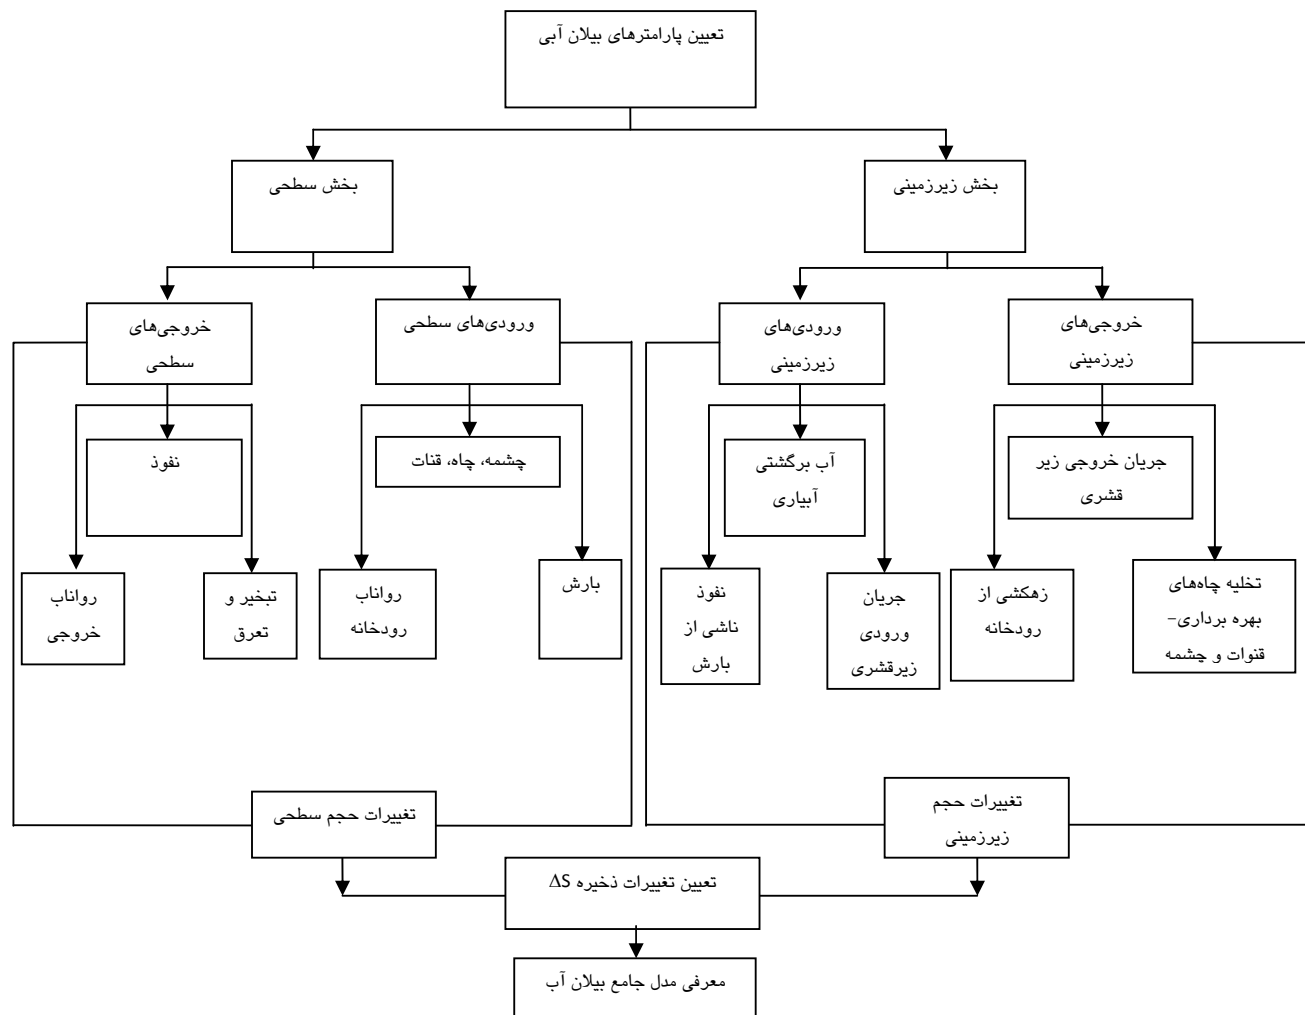 تعیین پارامترهای بیلان آبی
بخش زیرزمینی
بخش سطحی
خروجی‌های
زیرزمینی
ورودی‌های
زیرزمینی
ورودی‌های سطحی
خروجی‌های
سطحی
جریان خروجی زیر
قشری
آب برگشتی
آبیاری
چشمه، چاه، قنات
نفوذ
تخلیه چاه‌های
بهره برداری-
قنوات و چشمه
زهکشی از
رودخانه
جریان
ورودی
زیرقشری
نفوذ
ناشی از
بارش
بارش
رواناب
رودخانه
تبخیر و
تعرق
رواناب
خروجی
تغییرات حجم
زیرزمینی
تغییرات حجم سطحی
تعیین تغییرات ذخیره ΔS
معرفی مدل جامع بیلان آب